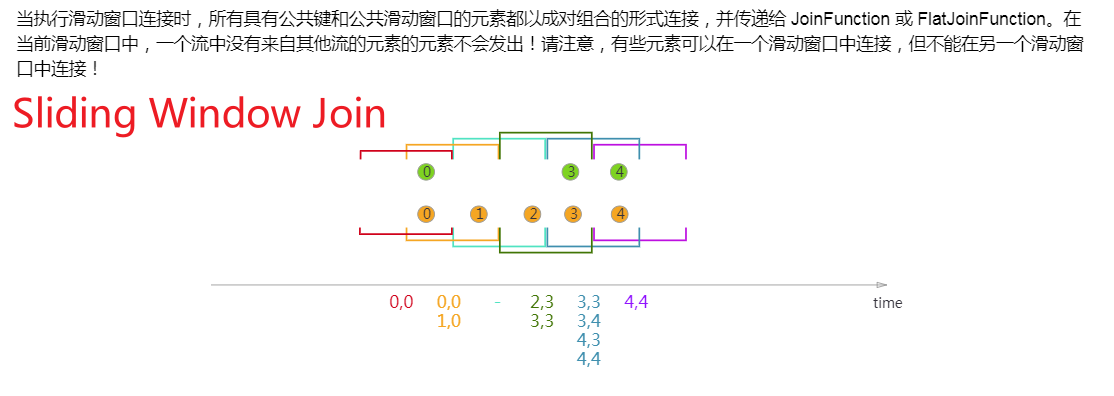 当执行滑动窗口连接时，所有具有公共键和公共滑动窗口的元素都以成对组合的形式连接，并传递给 JoinFunction 或 FlatJoinFunction。在
当前滑动窗口中，一个流中没有来自其他流的元素的元素不会发出！请注意，有些元素可以在一个滑动窗口中连接，但不能在另一个滑动窗
口中连接！
Sliding Window Join
0 3 4
0 1 2 3 4
0,0 0,0 - 2,3 3,3 4,4 time
1,0 3,3 3,4
4,3
4,4